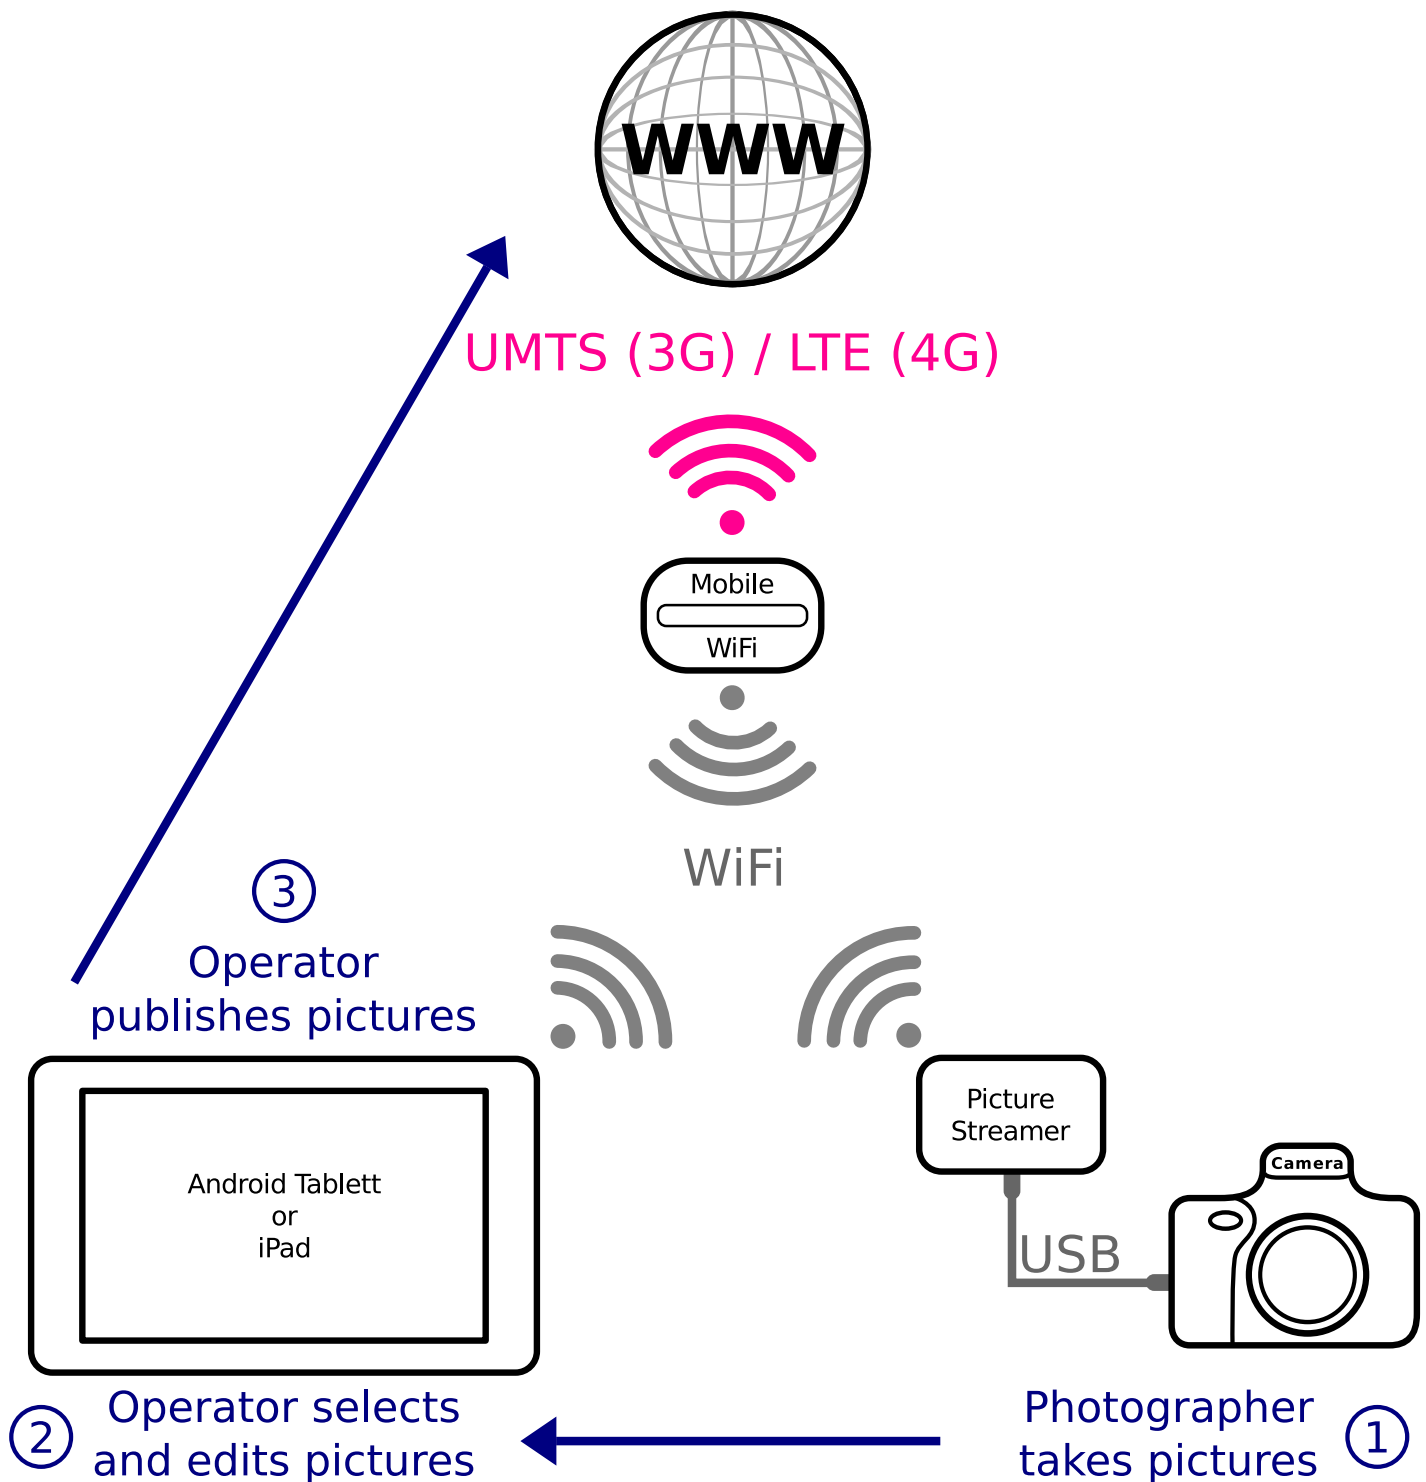 WWW
UMTS (3G) / LTE (4G)
Mobile
WiFi
WiFi
3
Operator
publishes pictures
Android Tablett
or
iPad
Picture
Streamer
Camera
USB
2
Operator selects
and edits pictures
Photographer
takes pictures
1